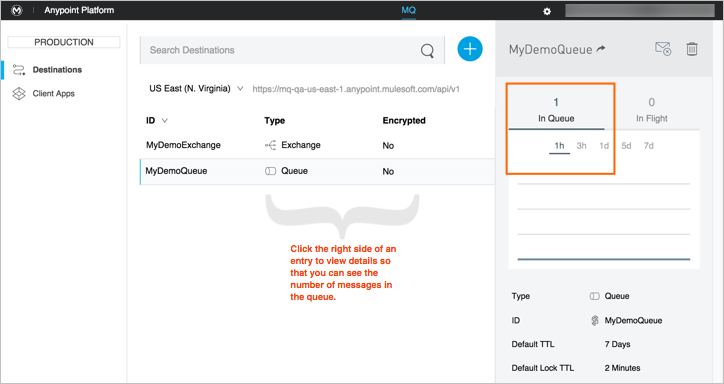 Anypoint Platform
MQ
PRODUCTION
Destinations
Client Apps
Search Destinations
US East (N. Virginia) https://mq-qa-us-east-1.anypoint.mulesoft.com/api/v1
ID Type Encrypted
MyDemoExchange Exchange No
MyDemoQueue Queue No
Click the right side of an
entry to view details so
that you can see the
number of messages in
the queue.
MyDemoQueue
1 0
In Queue In Flight
1h 3h 1d 5d 7d
Type Queue
ID MyDemoQueue
Default TTL 7 Days
Default Lock TTL 2 Minutes